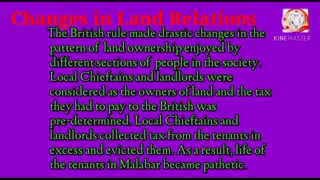 Changes in Land Relations
The British rule made drastic changes in the
pattern of land ownership enjoyed by
different sections of people in the society.
Local Chieftains and landlords were
considered as the owners of land and the tax
they had to pay to the British was
pre-determined. Local Chieftains and
landlords collected tax from the tenants in
excess and evicted them. As a result, life of
the tenants in Malabar became pathetic.
KINEMASTER